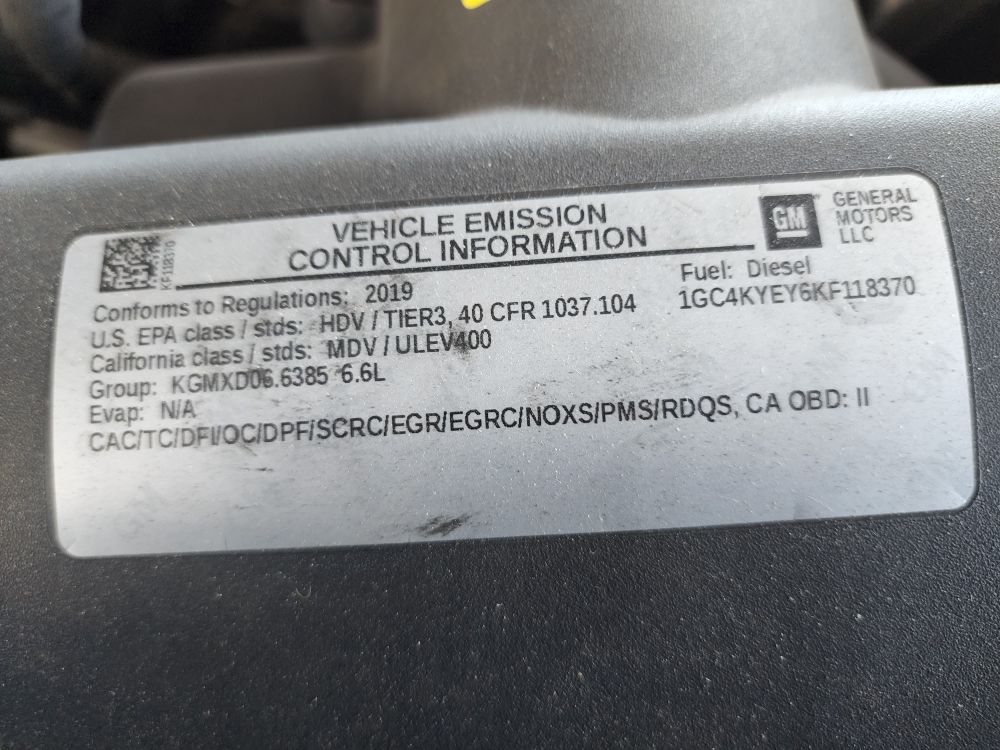 VEHICLE EMISSION
CONTROL INFORMATION
GM
GENERAL
MOTORS
LLC
KF118370
Conforms to Regulations: 2019
Fuel: Diesel
U.S. EPA class / stds: HDV / TIER3, 40 CFR 1037.104
1GC4KYEY6KF118370
California class / stds: MDV / ULEV400
Group: KGMXD06.6385 6.6L
Evap: N/A
CAC/TC/DFI/OC/DPF/SCRC/EGR/EGRC/NOXS/PMS/RDQS, CA OBD: II